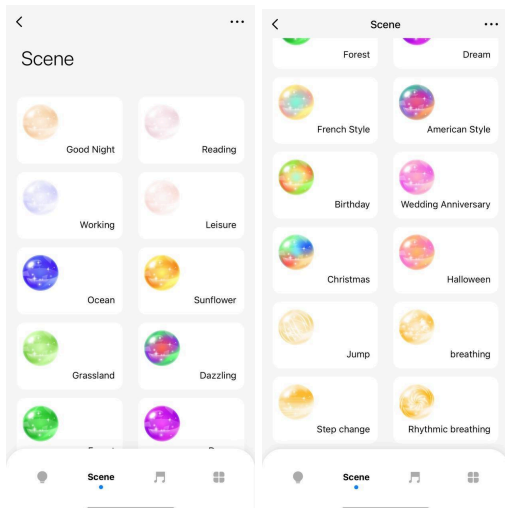 Scene
Good Night
Reading
Working
Leisure
Ocean
Sunflower
Grassland
Dazzling
Scene
Scene
Forest
Dream
French Style
American Style
Birthday
Wedding Anniversary
Christmas
Halloween
Jump
breathing
Step change
Rhythmic breathing
Scene